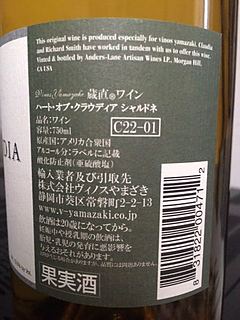 This original wine is produced especially for vinos yamazaki. Claudia
and Richard Smith have worked in tandem with us to offer this wine.
Vinted & bottled by Anders-Lane Artisan Wines LP., Morgan Hill,
CA USA
Vinos Yamazaki 蔵直®ワイン
ハート・オブ・クラウディア シャルドネ
品名:ワイン
容量:750ml
C22-01
原産国:アメリカ合衆国
アルコール分:ラベルに記載
酸化防止剤(亜硫酸塩)
輸入業者及び引取先
株式会社ヴィノスやまざき
静岡市葵区常磐町2-2-13
www.v-yamazaki.co.jp
飲酒は20歳になってから。
妊娠中や授乳期の飲酒は、
胎児・乳児の発育に悪影響を
与えるおそれがあります。
果実酒
8 31822 00471 2
DIA